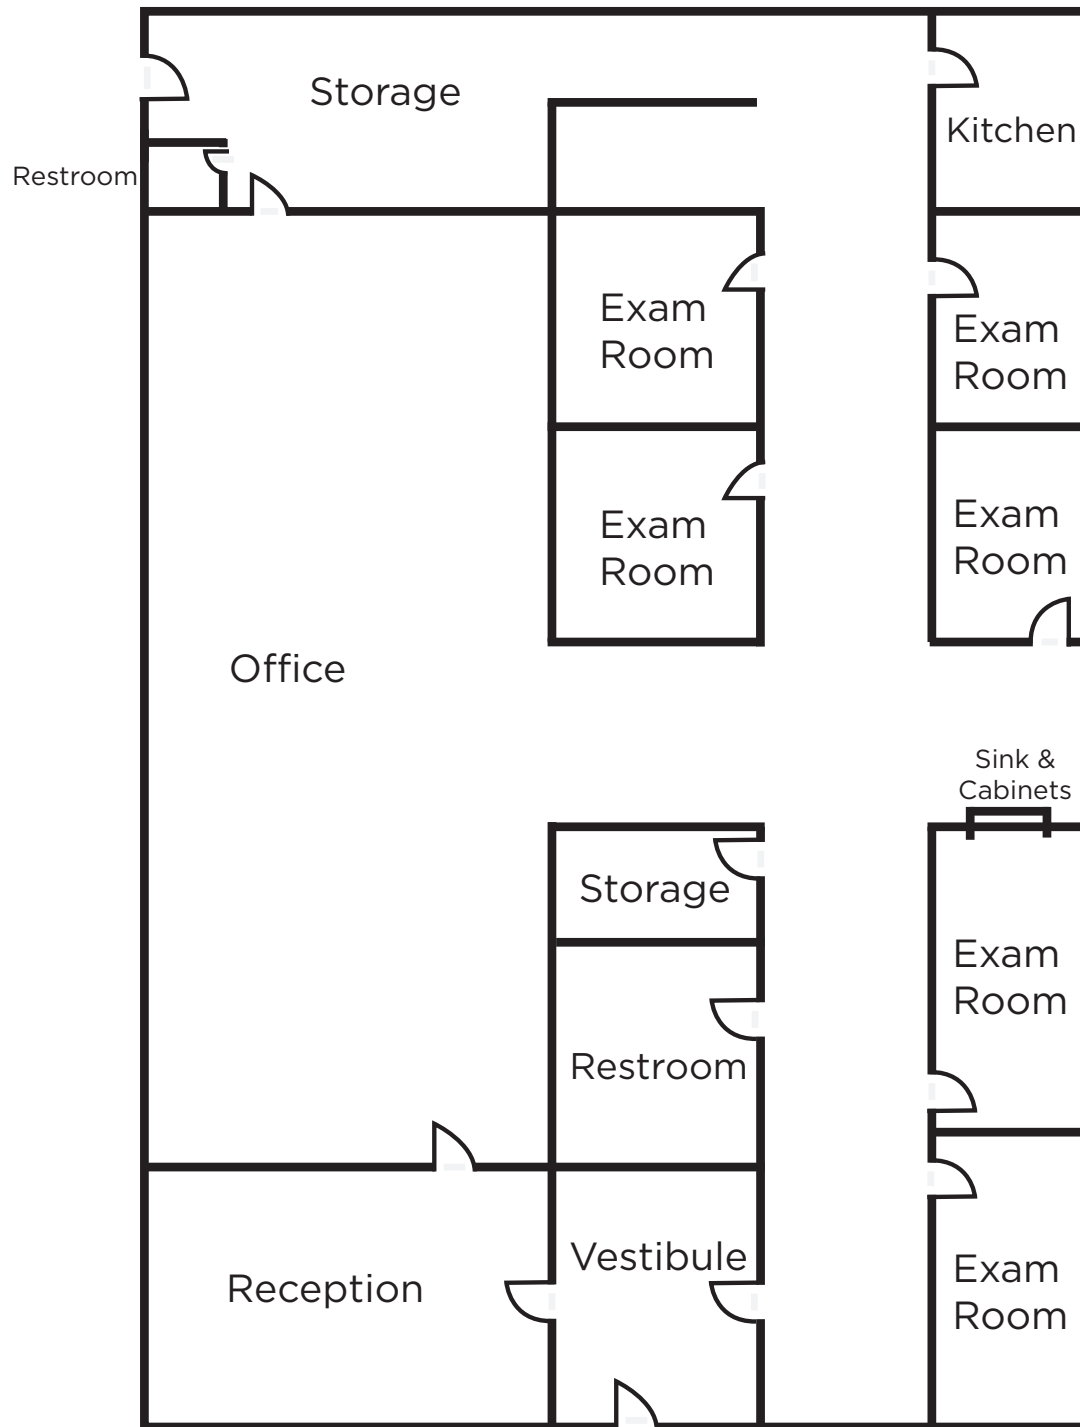 Storage
Kitchen
Restroom
Exam
Room
Exam
Room
Exam
Room
Exam
Room
Office
Sink &
Cabinets
Storage
Exam
Room
Restroom
Vestibule
Reception
Exam
Room